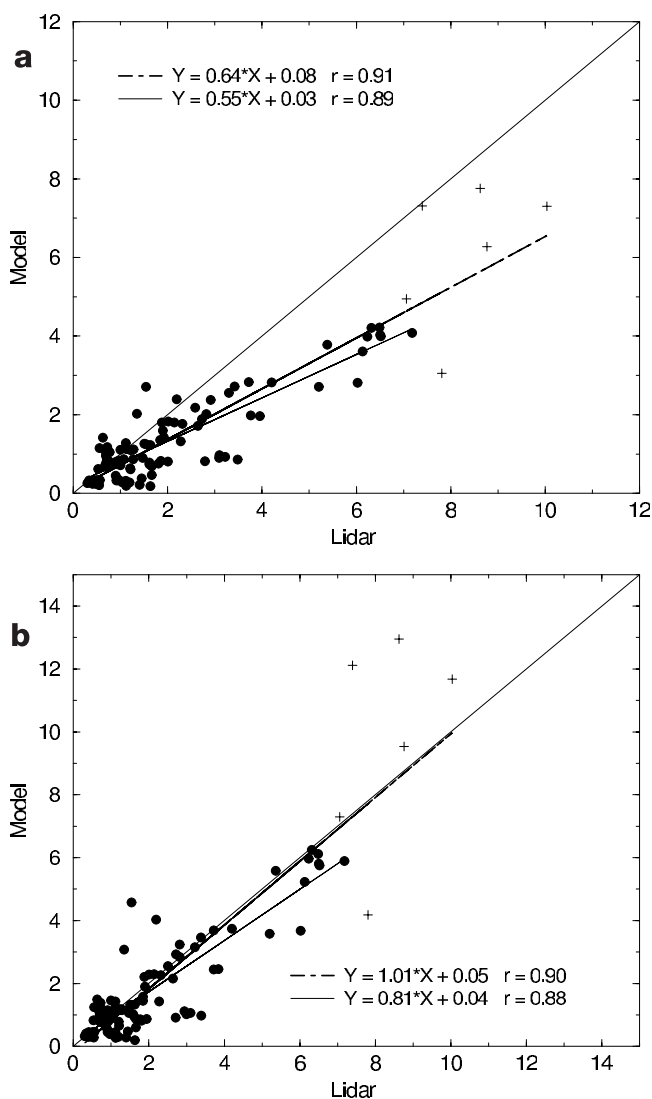 a
12
10
8
6
4
2
0
Model
Y = 0.64*X + 0.08 r = 0.91
Y = 0.55*X + 0.03 r = 0.89
0 2 4 6 8 10 12
Lidar
b
14
12
10
8
6
4
2
0
Model
Y = 1.01*X + 0.05 r = 0.90
Y = 0.81*X + 0.04 r = 0.88
0 2 4 6 8 10 12 14
Lidar